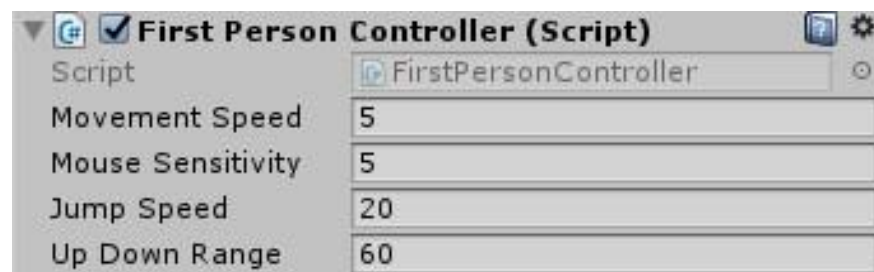 First Person Controller (Script)
Script FirstPersonController
Movement Speed 5
Mouse Sensitivity 5
Jump Speed 20
Up Down Range 60